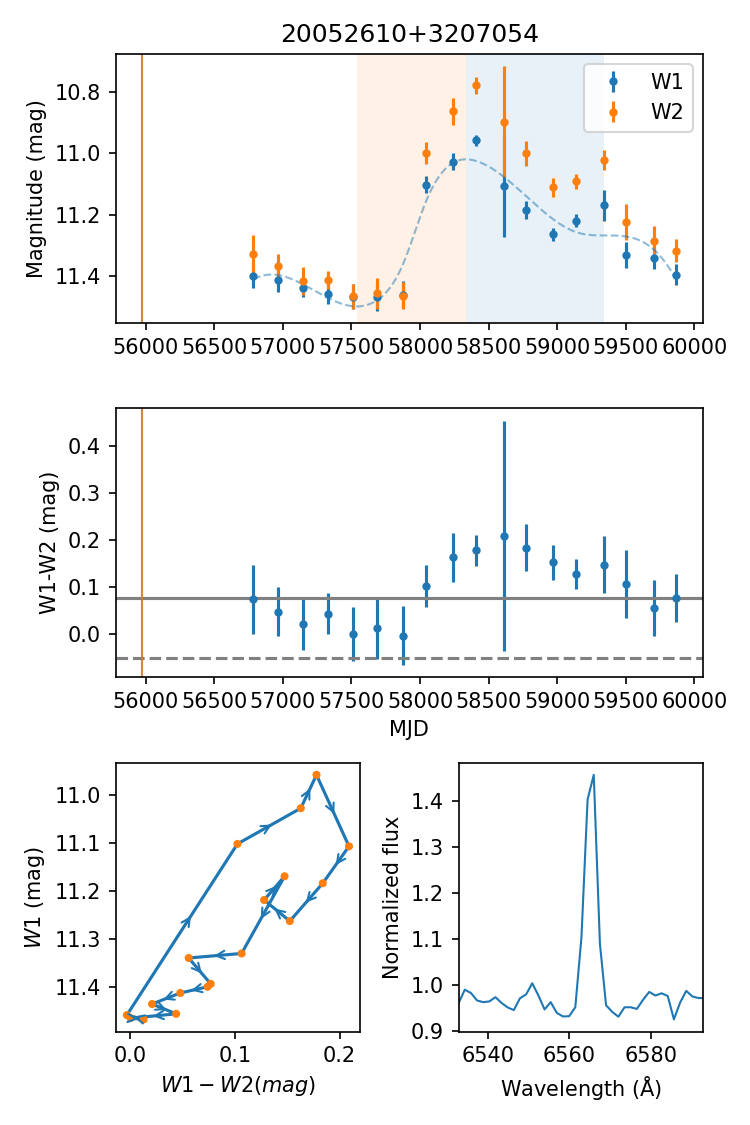 20052610+3207054
Magnitude (mag)
10.8
11.0
11.2
11.4
W1
W2
56000 56500 57000 57500 58000 58500 59000 59500 60000
W1-W2 (mag)
0.4
0.3
0.2
0.1
0.0
56000 56500 57000 57500 58000 58500 59000 59500 60000
MJD
W1 (mag)
11.0
11.1
11.2
11.3
11.4
0.0 0.1 0.2
W1 − W2(mag)
Normalized flux
1.4
1.3
1.2
1.1
1.0
0.9
6540 6560 6580
Wavelength (Å)